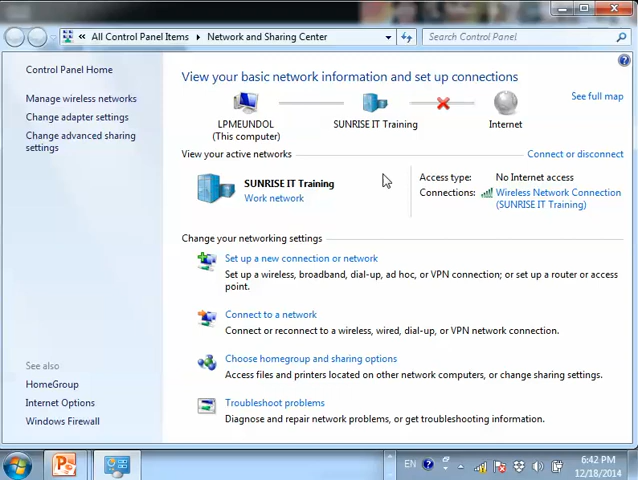 All Control Panel Items
Network and Sharing Center
Search Control Panel
Control Panel Home
Manage wireless networks
Change adapter settings
Change advanced sharing
settings
View your basic network information and set up connections
LPMEUNDOL
(This computer)
SUNRISE IT Training
Internet
See full map
View your active networks
Connect or disconnect
SUNRISE IT Training
Work network
Access type: No Internet access
Connections: Wireless Network Connection
(SUNRISE IT Training)
Change your networking settings
Set up a new connection or network
Set up a wireless, broadband, dial-up, ad hoc, or VPN connection; or set up a router or access
point.
Connect to a network
Connect or reconnect to a wireless, wired, dial-up, or VPN network connection.
Choose homegroup and sharing options
Access files and printers located on other network computers, or change sharing settings.
Troubleshoot problems
Diagnose and repair network problems, or get troubleshooting information.
See also
HomeGroup
Internet Options
Windows Firewall
EN
6:42 PM
12/18/2014